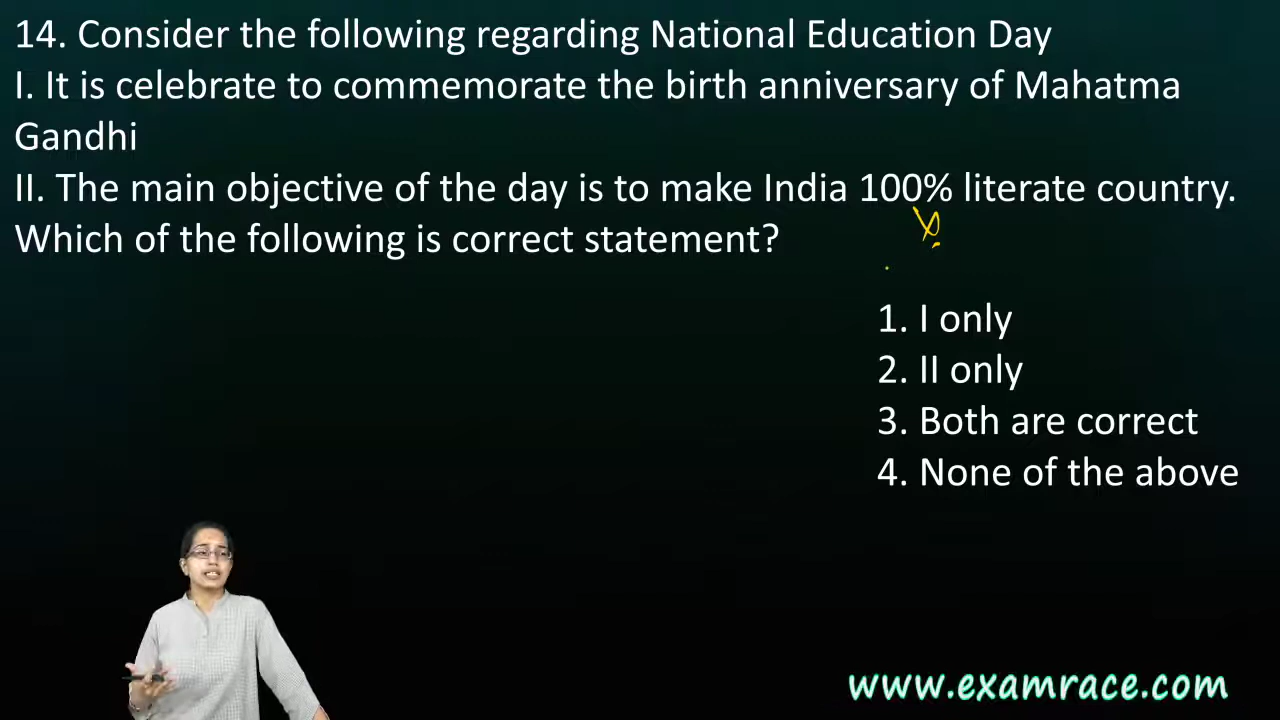 14. Consider the following regarding National Education Day
I. It is celebrate to commemorate the birth anniversary of Mahatma
Gandhi
II. The main objective of the day is to make India 100% literate country.
Which of the following is correct statement?
1. I only
2. II only
3. Both are correct
4. None of the above
www.examrace.com